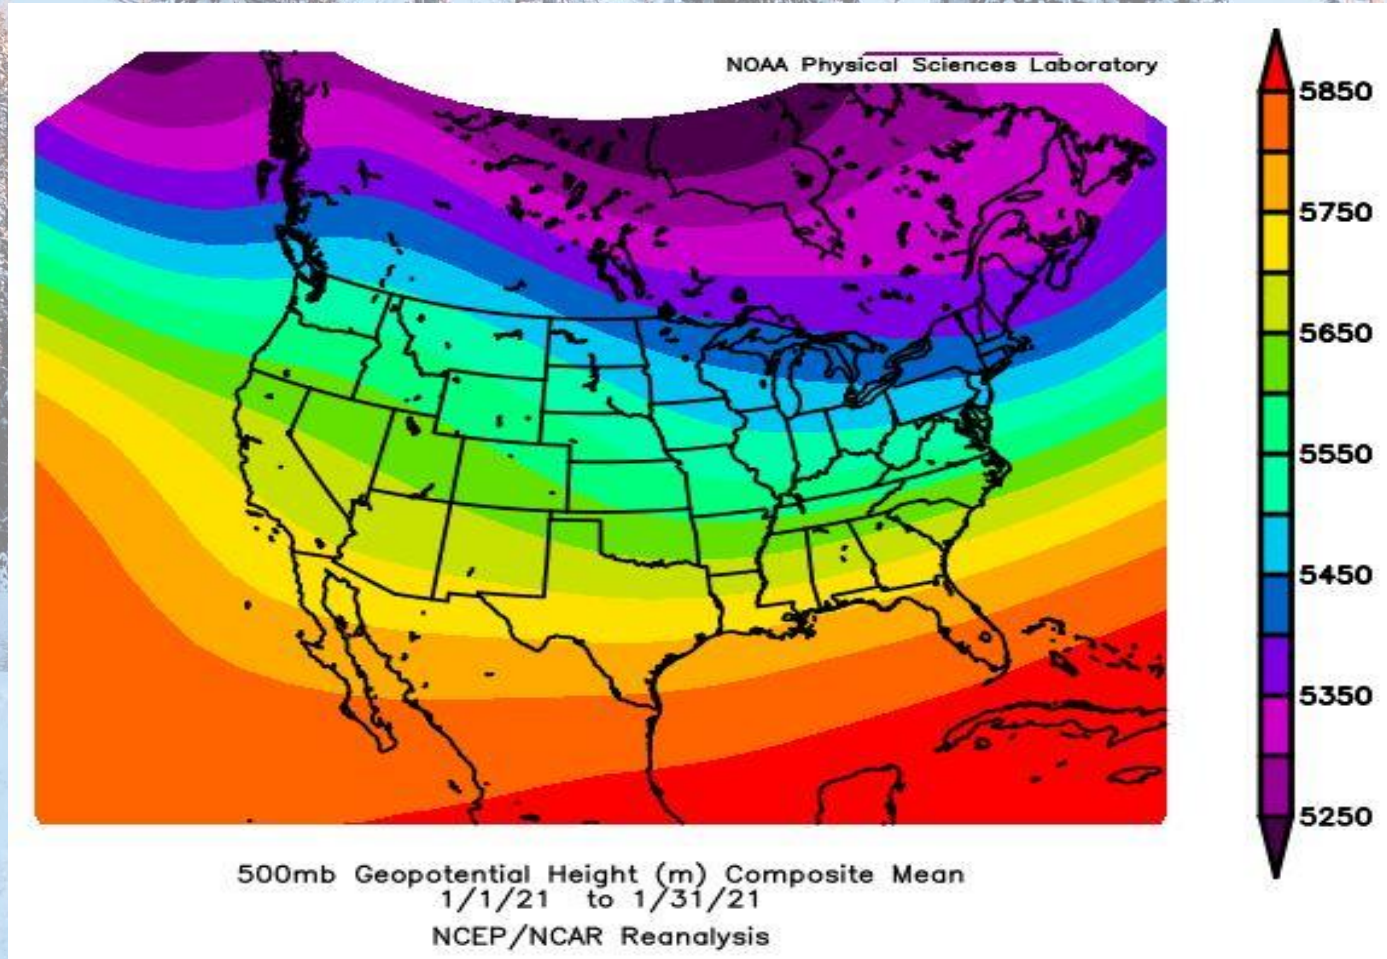 NOAA Physical Sciences Laboratory
5850
5750
5650
5550
5450
5350
5250
500mb Geopotential Height (m) Composite Mean
1/1/21 to 1/31/21
NCEP/NCAR Reanalysis